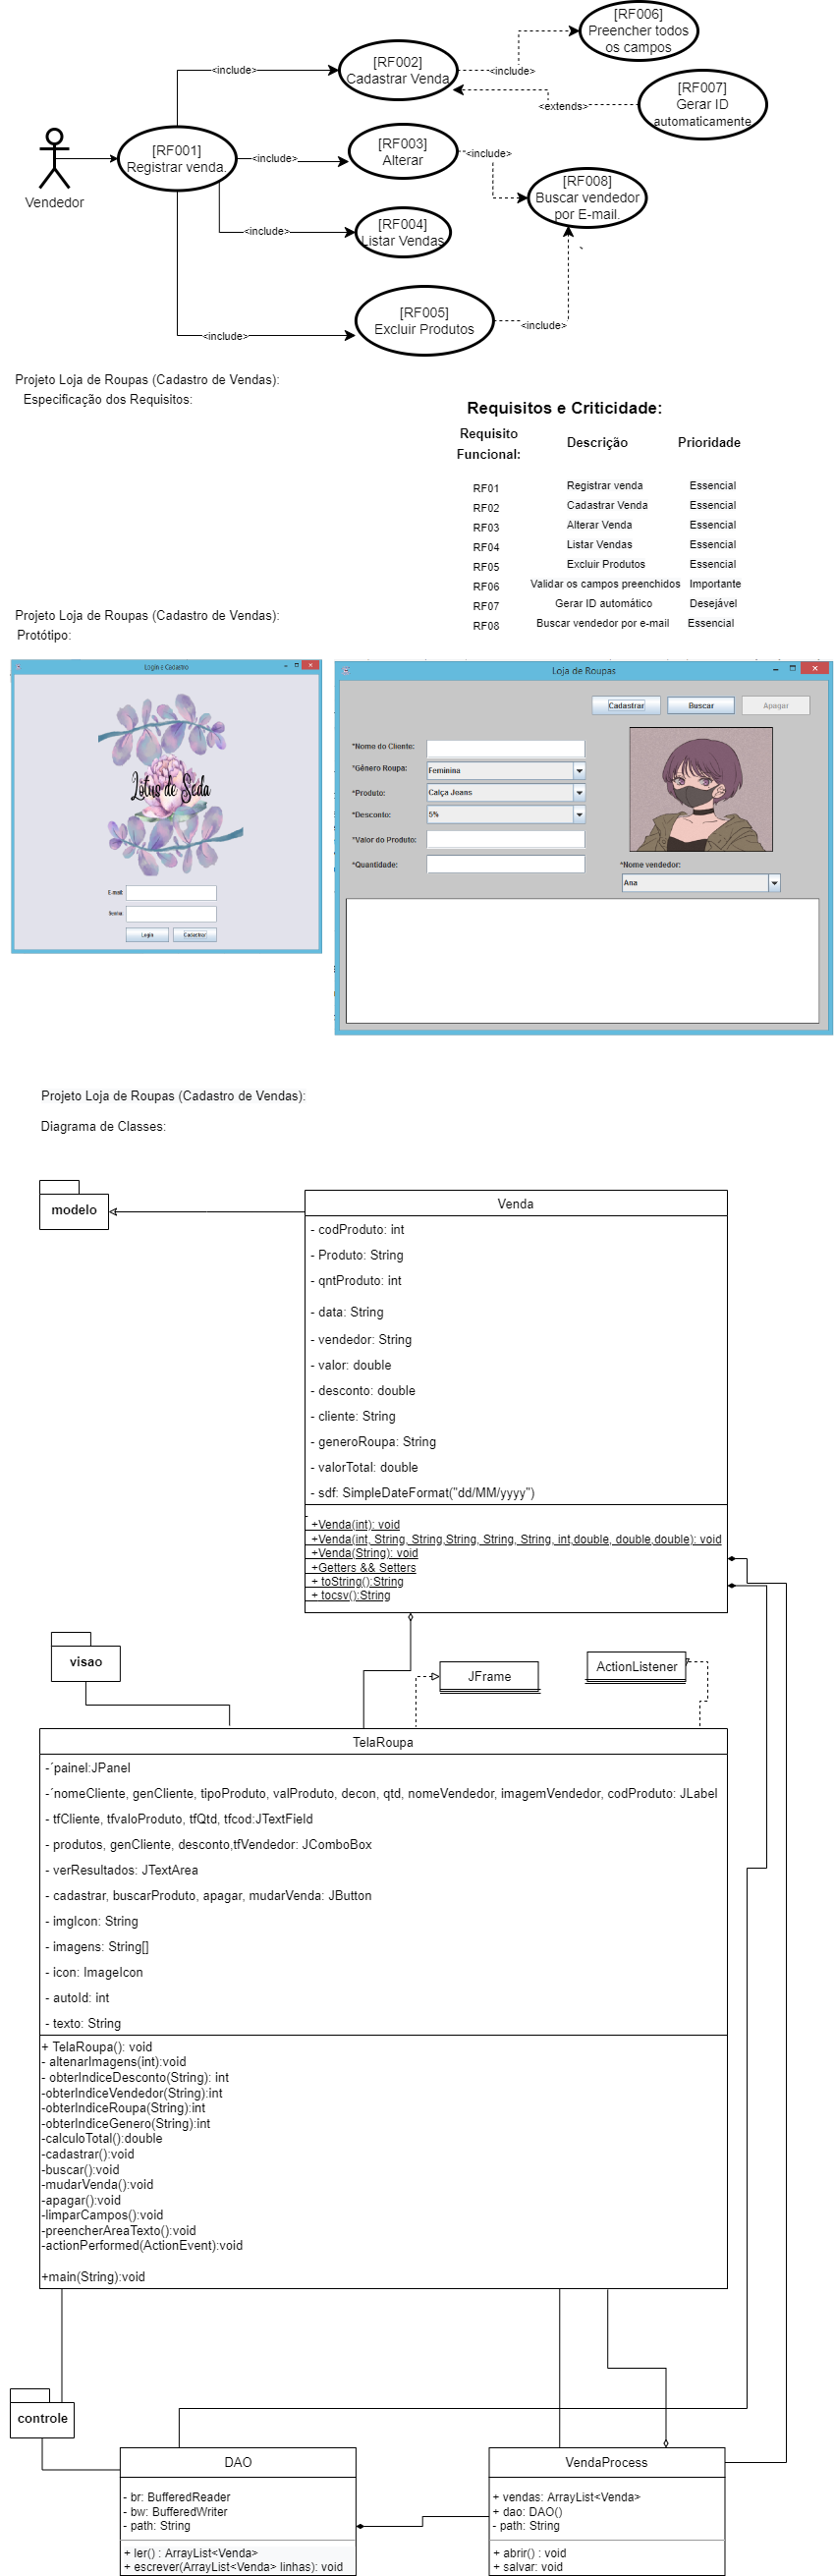 [RF006]
Preencher todos
os campos
[RF002]
Cadastrar Venda
<include>
<include>
[RF007]
Gerar ID
automaticamente
<extends>
[RF001]
Registrar venda.
<include>
[RF003]
Alterar
<include>
[RF008]
Buscar vendedor
por E-mail.
Vendedor
<include>
[RF004]
Listar Vendas
[RF005]
Excluir Produtos
<include>
<include>
Projeto Loja de Roupas (Cadastro de Vendas):
Especificação dos Requisitos:
Requisitos e Criticidade:
Requisito
Funcional:
Descrição
Prioridade
RF01 Registrar venda Essencial
RF02 Cadastrar Venda Essencial
RF03 Alterar Venda Essencial
RF04 Listar Vendas Essencial
RF05 Excluir Produtos Essencial
RF06 Validar os campos preenchidos Importante
RF07 Gerar ID automático Desejável
RF08 Buscar vendedor por e-mail Essencial
Projeto Loja de Roupas (Cadastro de Vendas):
Protótipo:
Login e Cadastro
Lotus de Seda
E-mail:
Senha:
Login Cadastrar
Loja de Roupas
Cadastrar Buscar Apagar
*Nome do Cliente:
*Gênero Roupa: Feminina
*Produto: Calça Jeans
*Desconto: 5%
*Valor do Produto:
*Quantidade:
*Nome vendedor:
Ana
Projeto Loja de Roupas (Cadastro de Vendas):
Diagrama de Classes:
modelo
Venda
- codProduto: int
- Produto: String
- qntProduto: int
- data: String
- vendedor: String
- valor: double
- desconto: double
- cliente: String
- generoRoupa: String
- valorTotal: double
- sdf: SimpleDateFormat("dd/MM/yyyy")
+Venda(int): void
+Venda(int, String, String,String, String, String, int,double, double,double): void
+Venda(String): void
+Getters && Setters
+ toString():String
+ tocsv():String
visao
JFrame
ActionListener
TelaRoupa
-´painel:JPanel
-´nomeCliente, genCliente, tipoProduto, valProduto, decon, qtd, nomeVendedor, imagemVendedor, codProduto: JLabel
- tfCliente, tfvaloProduto, tfQtd, tfcod:JTextField
- produtos, genCliente, desconto,tfVendedor: JComboBox
- verResultados: JTextArea
- cadastrar, buscarProduto, apagar, mudarVenda: JButton
- imgIcon: String
- imagens: String[]
- icon: ImageIcon
- autoId: int
- texto: String
+ TelaRoupa(): void
- altenarImagens(int):void
- obterIndiceDesconto(String): int
-obterIndiceVendedor(String):int
-obterIndiceRoupa(String):int
-obterIndiceGenero(String):int
-calculoTotal():double
-cadastrar():void
-buscar():void
-mudarVenda():void
-apagar():void
-limparCampos():void
-preencherAreaTexto():void
-actionPerformed(ActionEvent):void
+main(String):void
controle
DAO
- br: BufferedReader
- bw: BufferedWriter
- path: String
+ ler() : ArrayList<Venda>
+ escrever(ArrayList<Venda> linhas): void
VendaProcess
+ vendas: ArrayList<Venda>
+ dao: DAO()
- path: String
+ abrir() : void
+ salvar: void